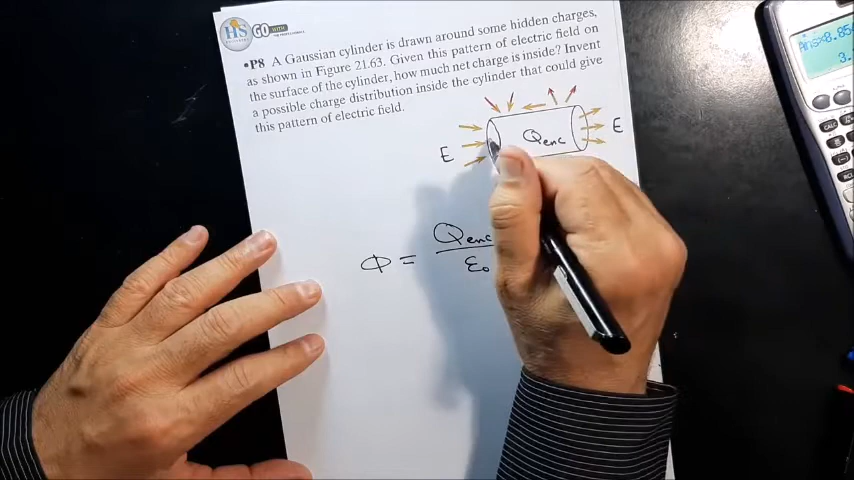 HS GO WITH
•P8 A Gaussian cylinder is drawn around some hidden charges,
as shown in Figure 21.63. Given this pattern of electric field on
the surface of the cylinder, how much net charge is inside? Invent
a possible charge distribution inside the cylinder that could give
this pattern of electric field.
E Qenc E
Φ = Qenc
ε₀